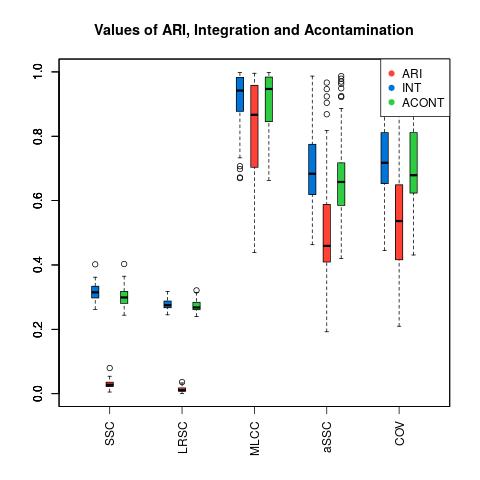 Values of ARI, Integration and Acontamination
ARI
INT
ACONT
1.0
0.8
0.6
0.4
0.2
0.0
SSC
LRSC
MLCC
aSSC
COV